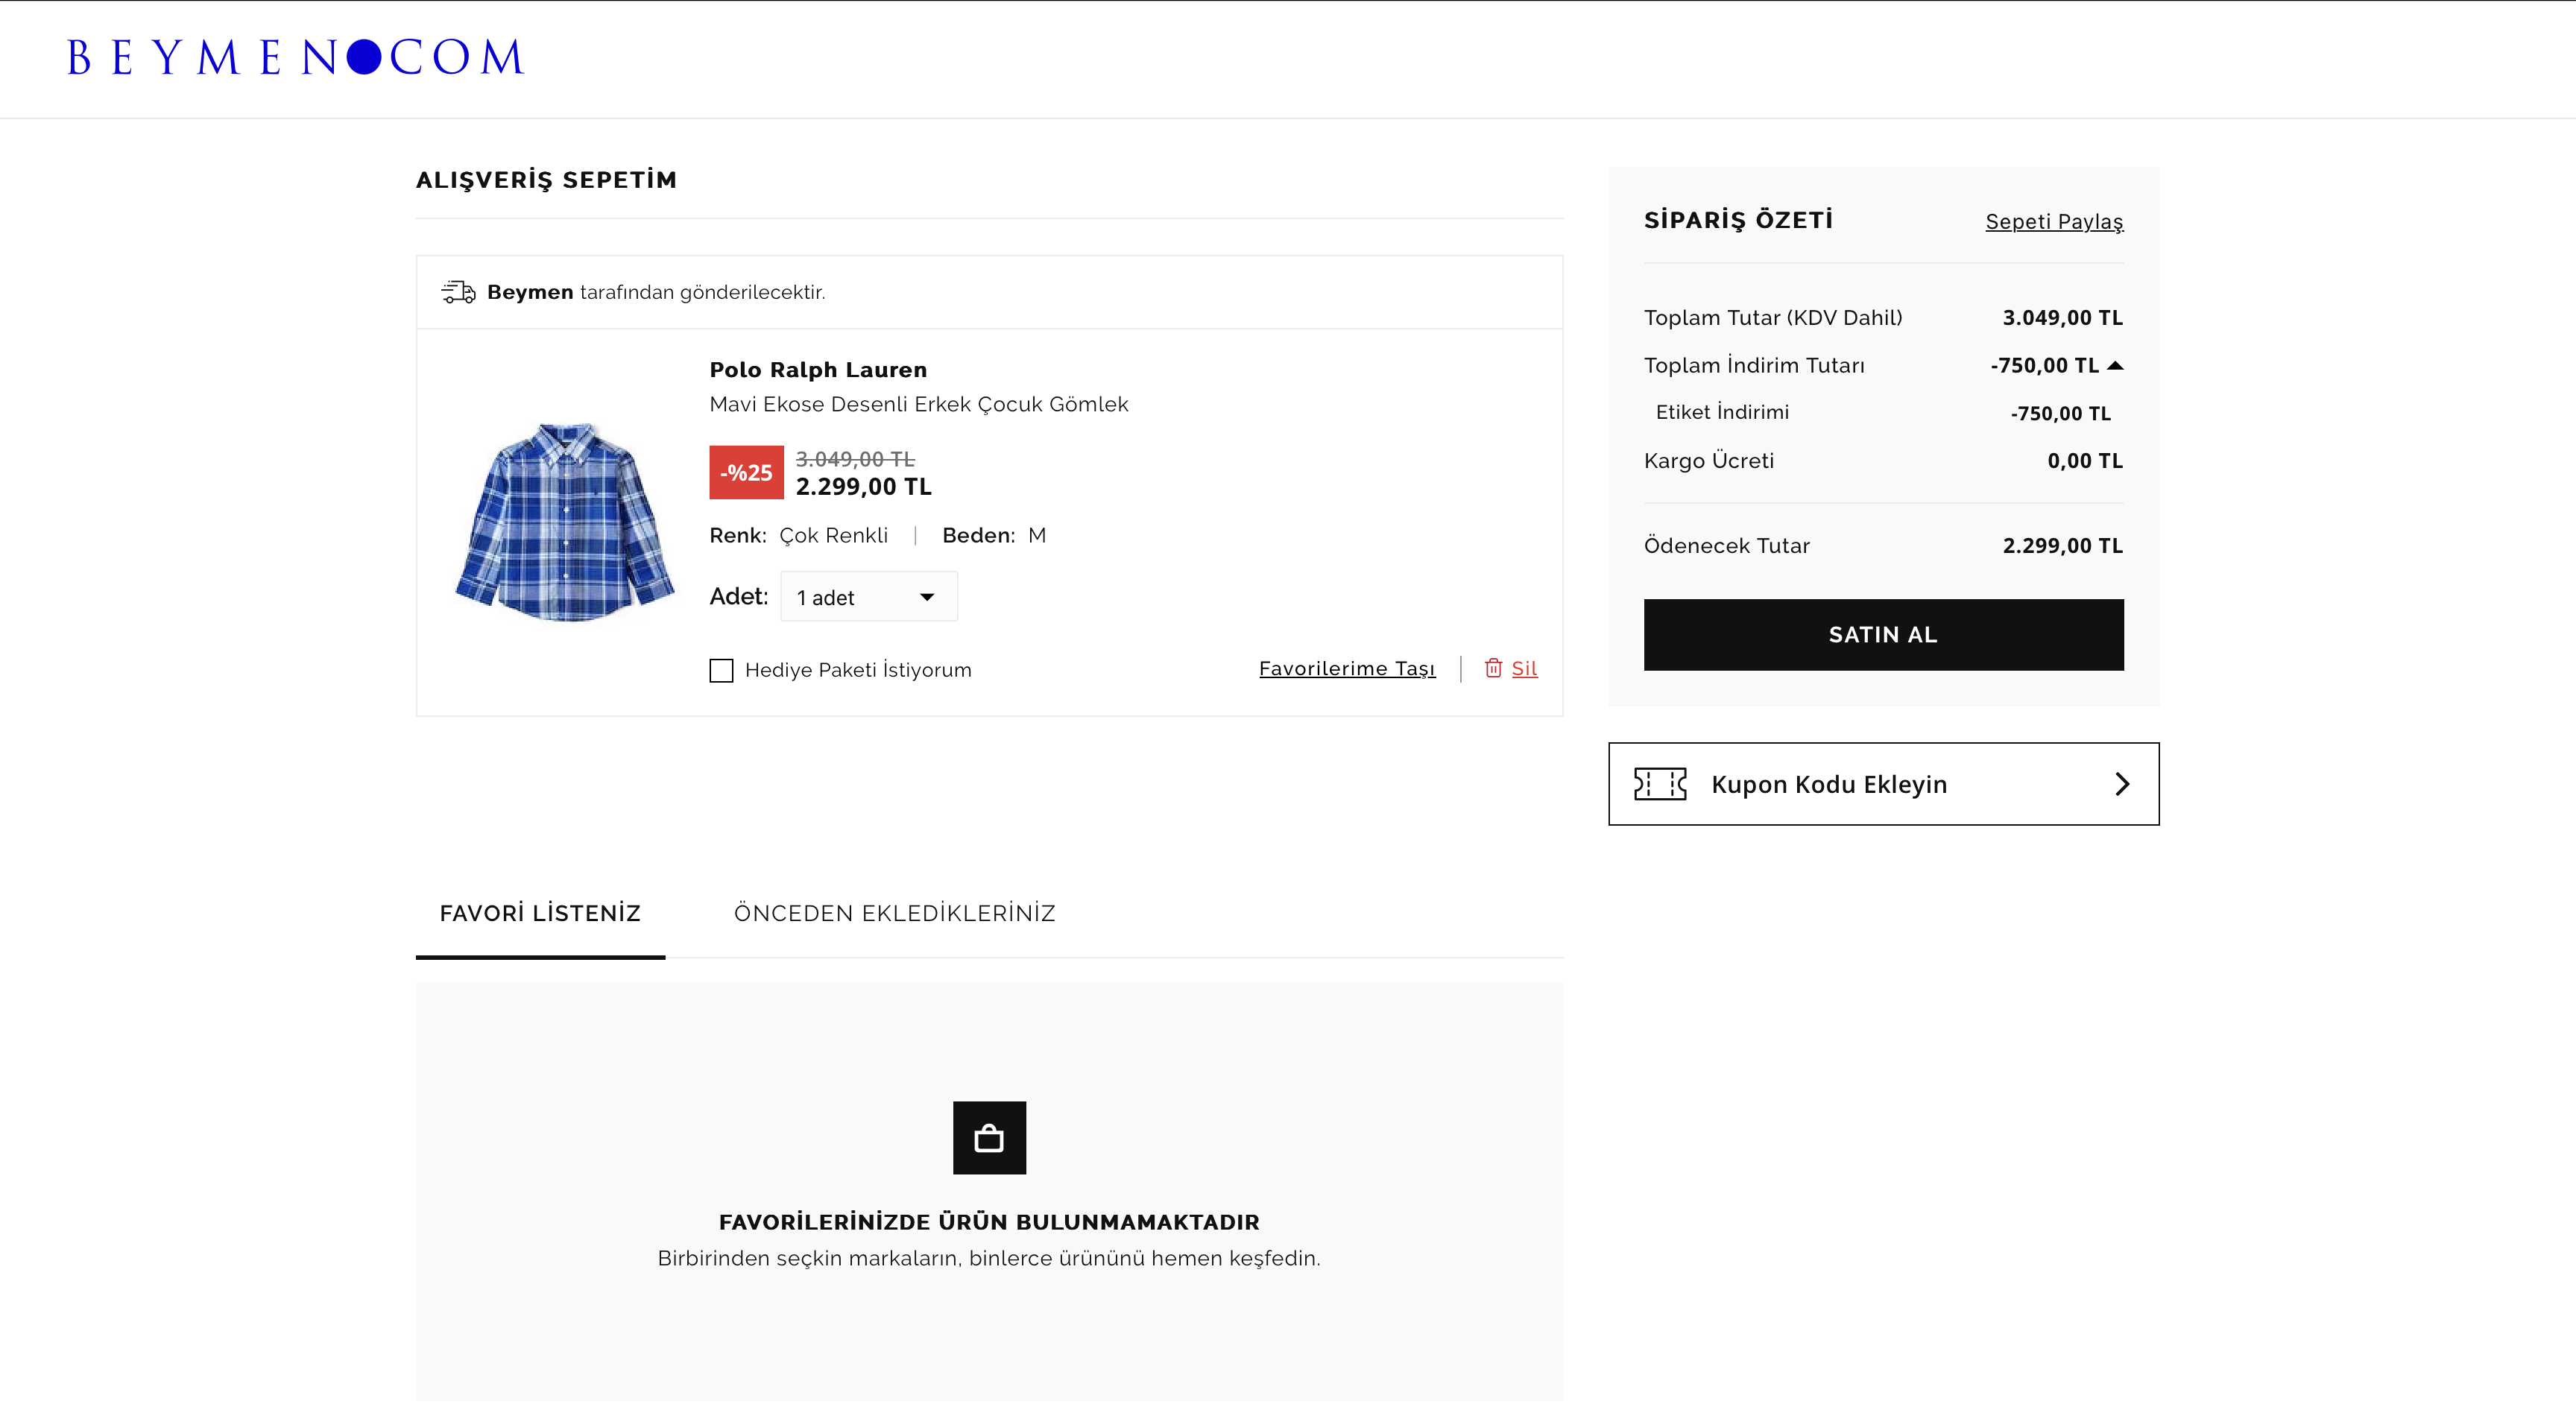 BEYMEN●COM
ALIŞVERİŞ SEPETİM
Beymen tarafından gönderilecektir.
Polo Ralph Lauren
Mavi Ekose Desenli Erkek Çocuk Gömlek
-%25
3.049,00 TL
2.299,00 TL
Renk: Çok Renkli | Beden: M
Adet: 1 adet
Hediye Paketi İstiyorum
Favorilerime Taşı | Sil
SİPARİŞ ÖZETİ Sepeti Paylaş
Toplam Tutar (KDV Dahil) 3.049,00 TL
Toplam İndirim Tutarı -750,00 TL
Etiket İndirimi -750,00 TL
Kargo Ücreti 0,00 TL
Ödenecek Tutar 2.299,00 TL
SATIN AL
Kupon Kodu Ekleyin
FAVORİ LİSTENİZ ÖNCEDEN EKLEDİKLERİNİZ
FAVORİLERİNİZDE ÜRÜN BULUNMAMAKTADIR
Birbirinden seçkin markaların, binlerce ürününü hemen keşfedin.